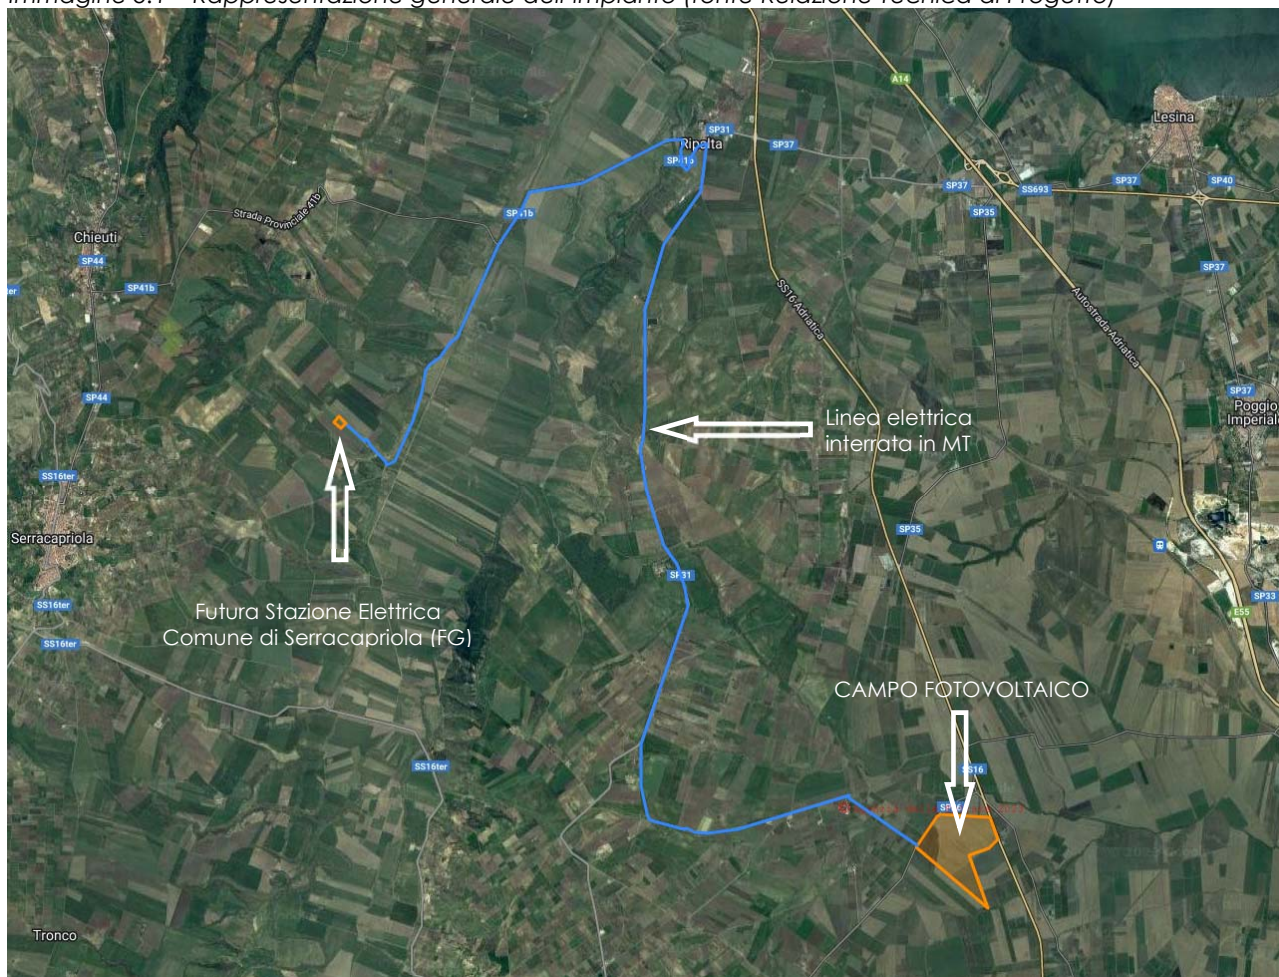 Immagine 3.1 – Rappresentazione generale dell'impianto (fonte Relazione Tecnica di Progetto)
A14
Lesina
SP31
Ripalta
SP37
SP41b
SP37
SP37
SP40
SS693
SP35
SP41b
Strada Provinciale 41b
Chieuti
SP44
SP37
SP41b
SS16 Adriatica
Autostrada Adriatica
SP44
SP37
Poggio
Imperiale
Linea elettrica
interrata in MT
SS16ter
SP35
Serracapriola
SP31
SP33
SS16ter
E55
Futura Stazione Elettrica
Comune di Serracapriola (FG)
SS16ter
CAMPO FOTOVOLTAICO
SS16ter
SS16
Tronco